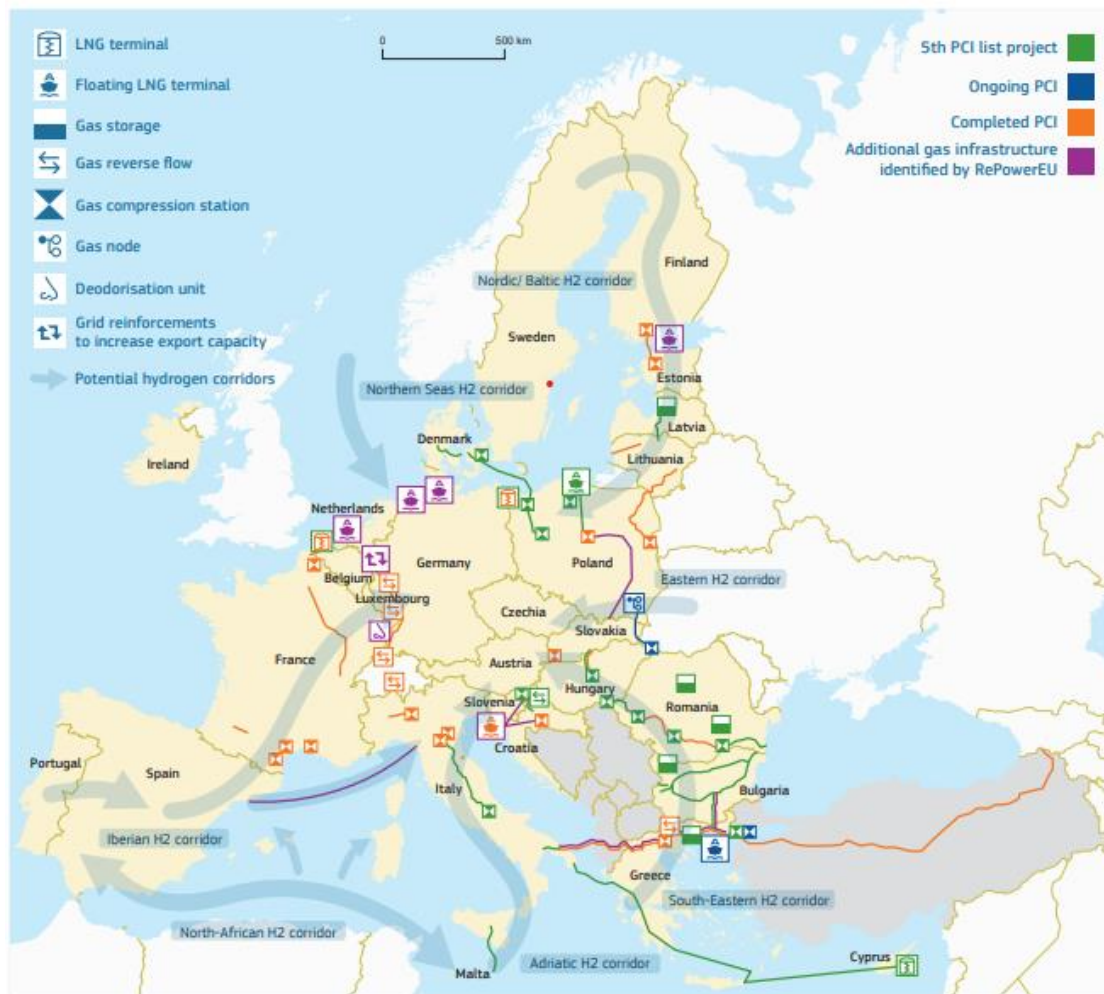 LNG terminal
Floating LNG terminal
Gas storage
Gas reverse flow
Gas compression station
Gas node
Deodorisation unit
Grid reinforcements
to increase export capacity
Potential hydrogen corridors
0
500 km
5th PCI list project
Ongoing PCI
Completed PCI
Additional gas infrastructure
identified by RePowerEU
Finland
Nordic/ Baltic H2 corridor
Sweden
Estonia
Northern Seas H2 corridor
Latvia
Denmark
Lithuania
Ireland
Netherlands
Germany
Poland
Belgium
Eastern H2 corridor
Luxembourg
Czechia
Slovakia
France
Austria
Hungary
Slovenia
Romania
Croatia
Portugal
Spain
Italy
Bulgaria
Iberian H2 corridor
Greece
South-Eastern H2 corridor
North-African H2 corridor
Adriatic H2 corridor
Cyprus
Malta